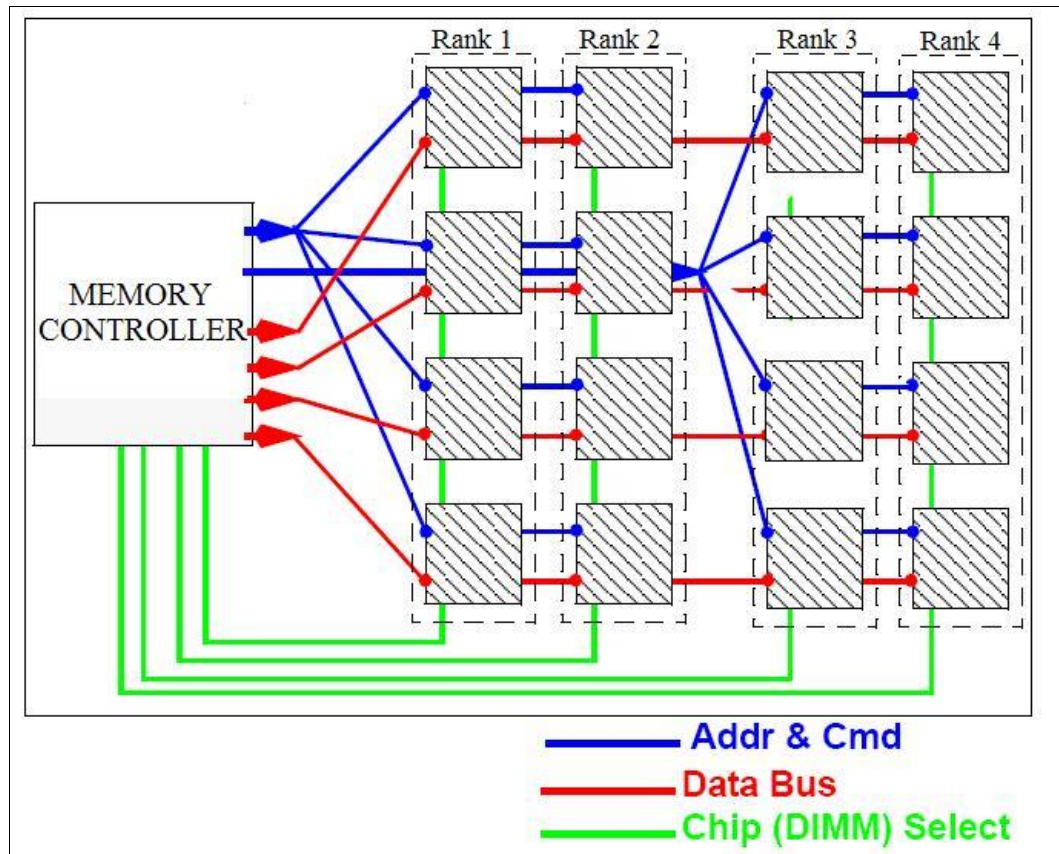 Rank 1
Rank 2
Rank 3
Rank 4
MEMORY
CONTROLLER
Addr & Cmd
Data Bus
Chip (DIMM) Select